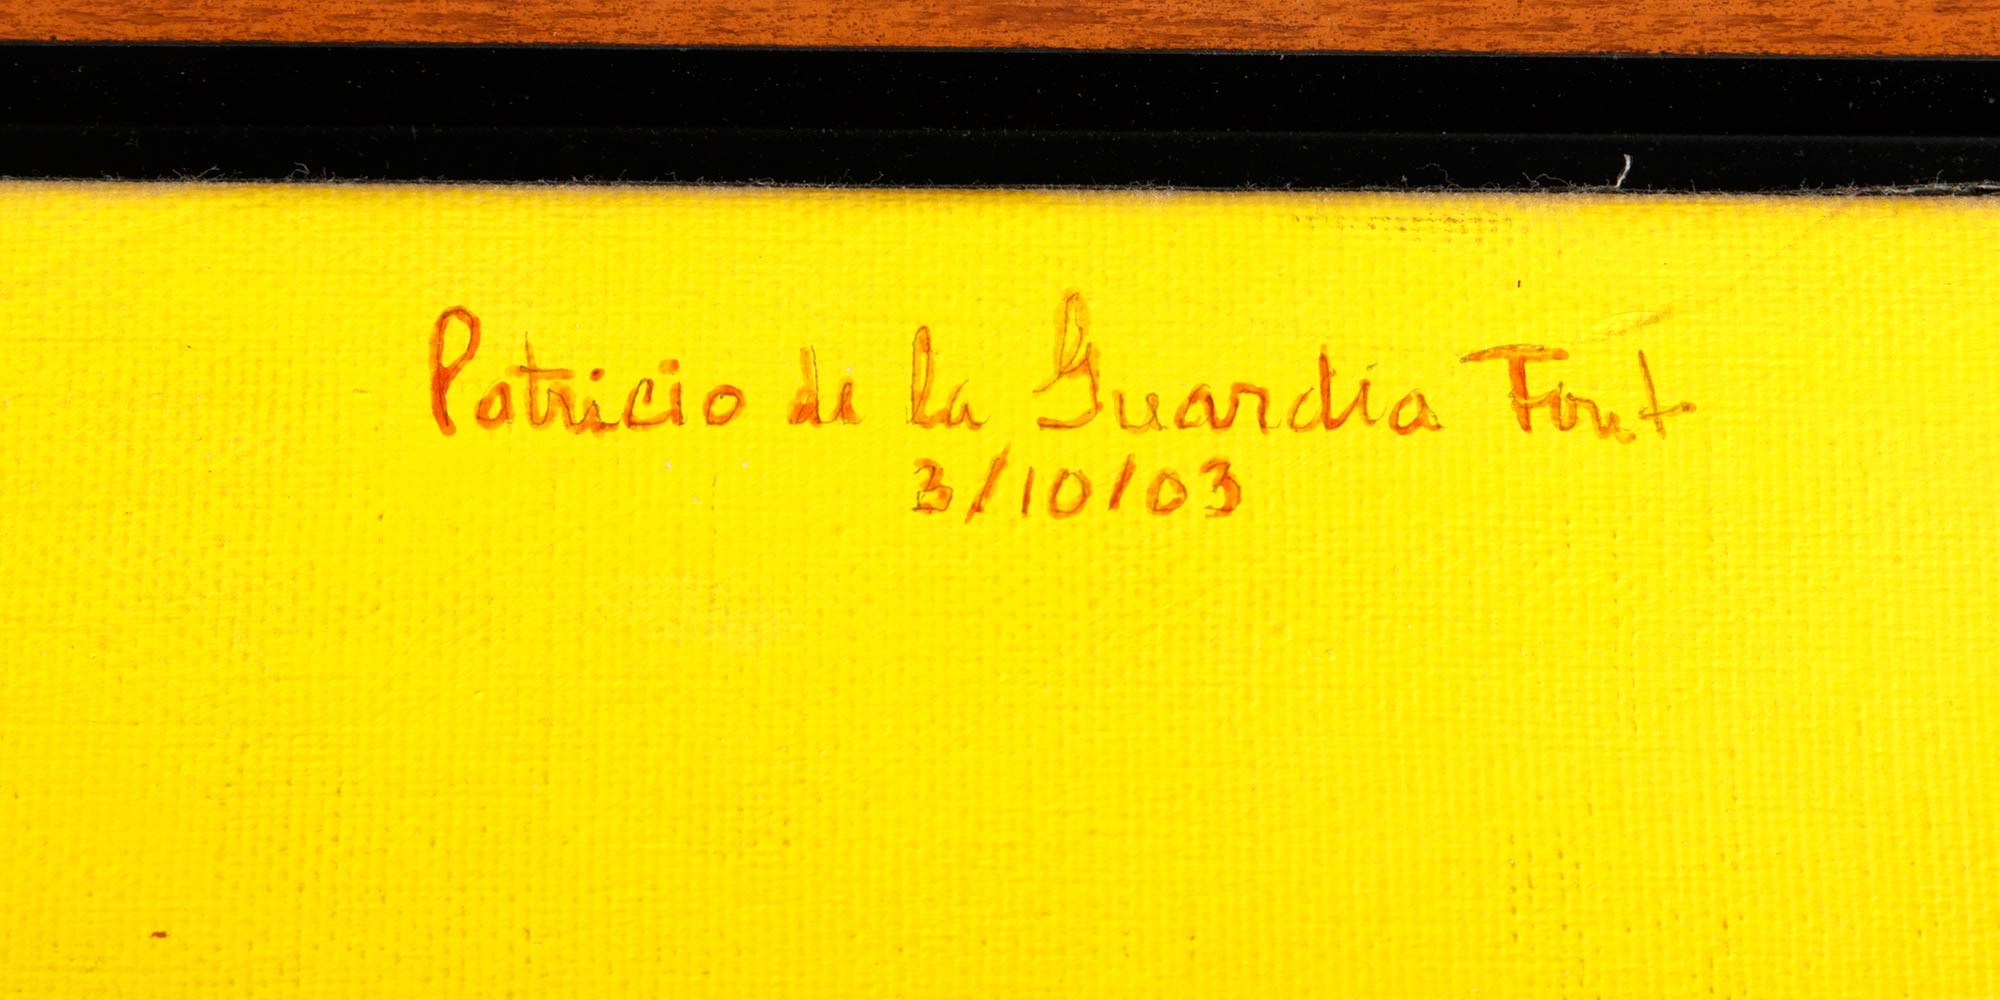 Patricio de la Guardia Font
3/10/03